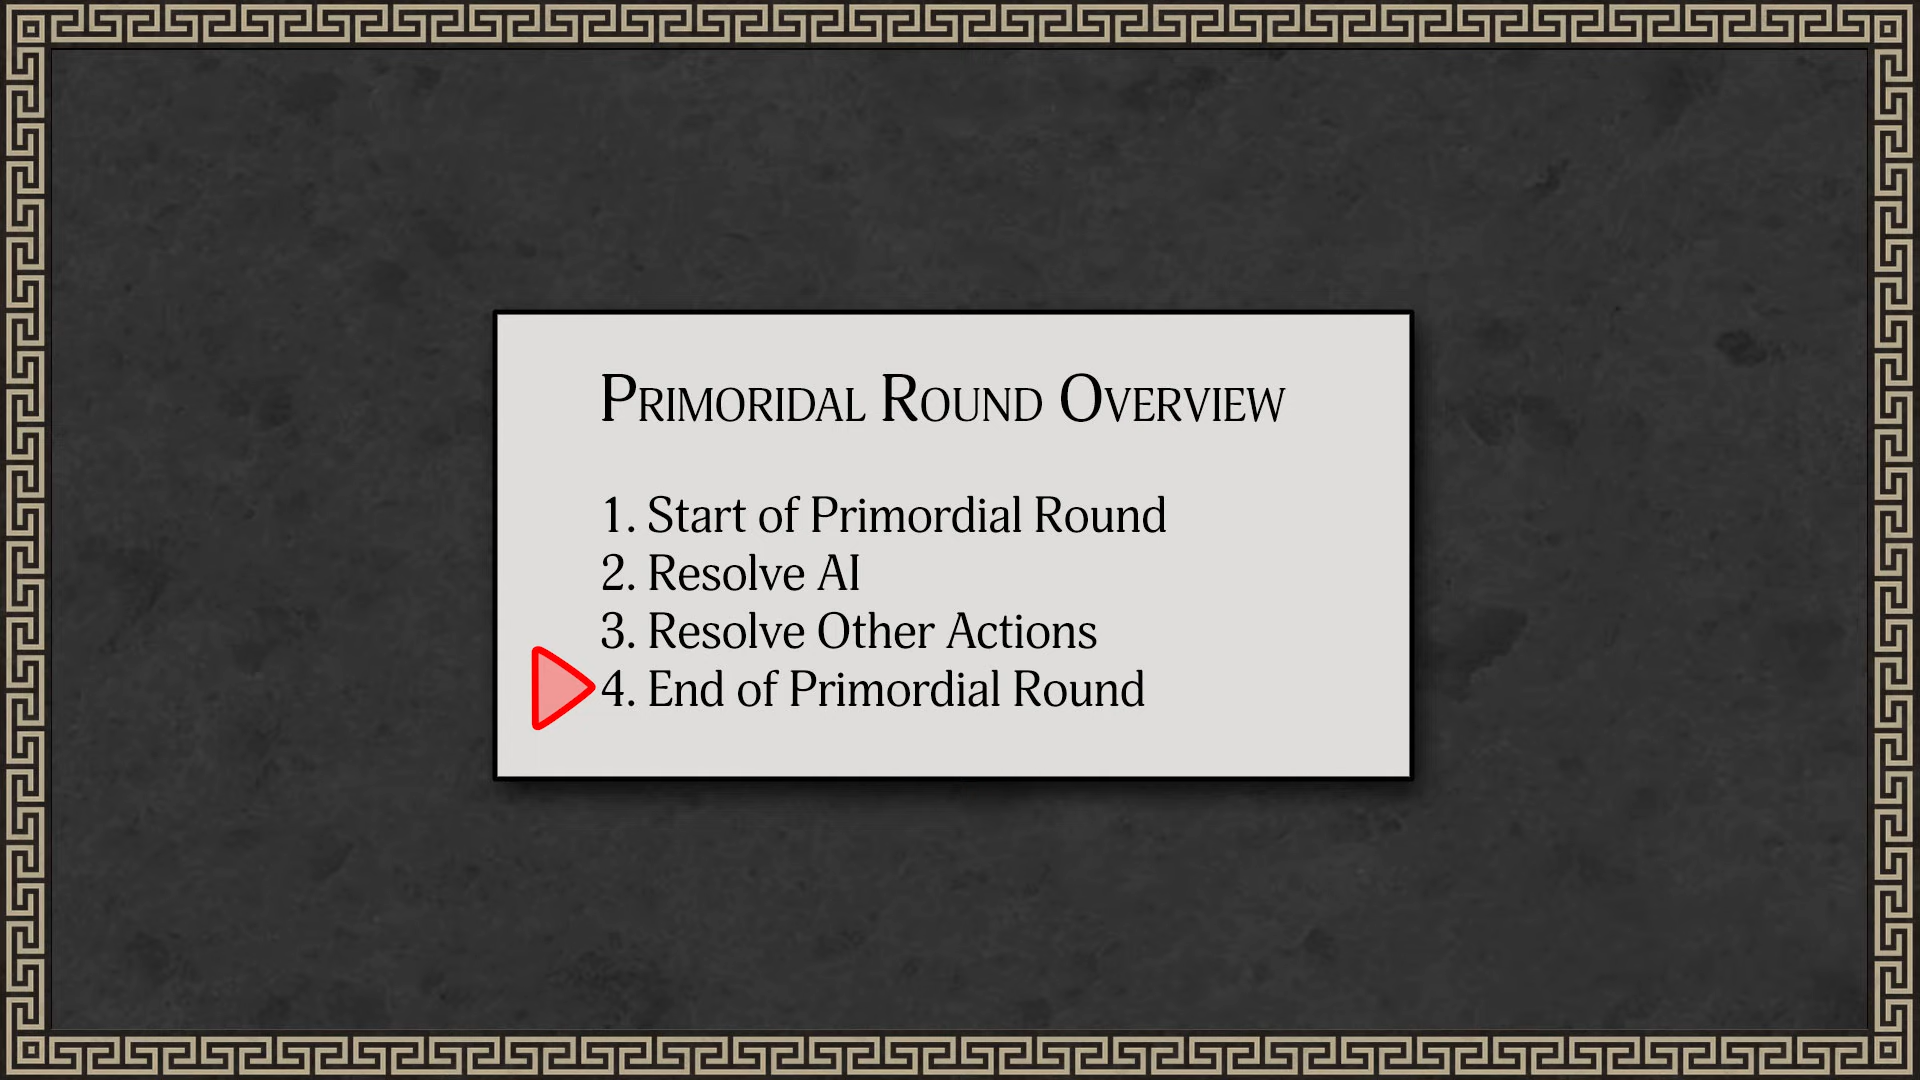 Primoridal Round Overview
1. Start of Primordial Round
2. Resolve AI
3. Resolve Other Actions
4. End of Primordial Round